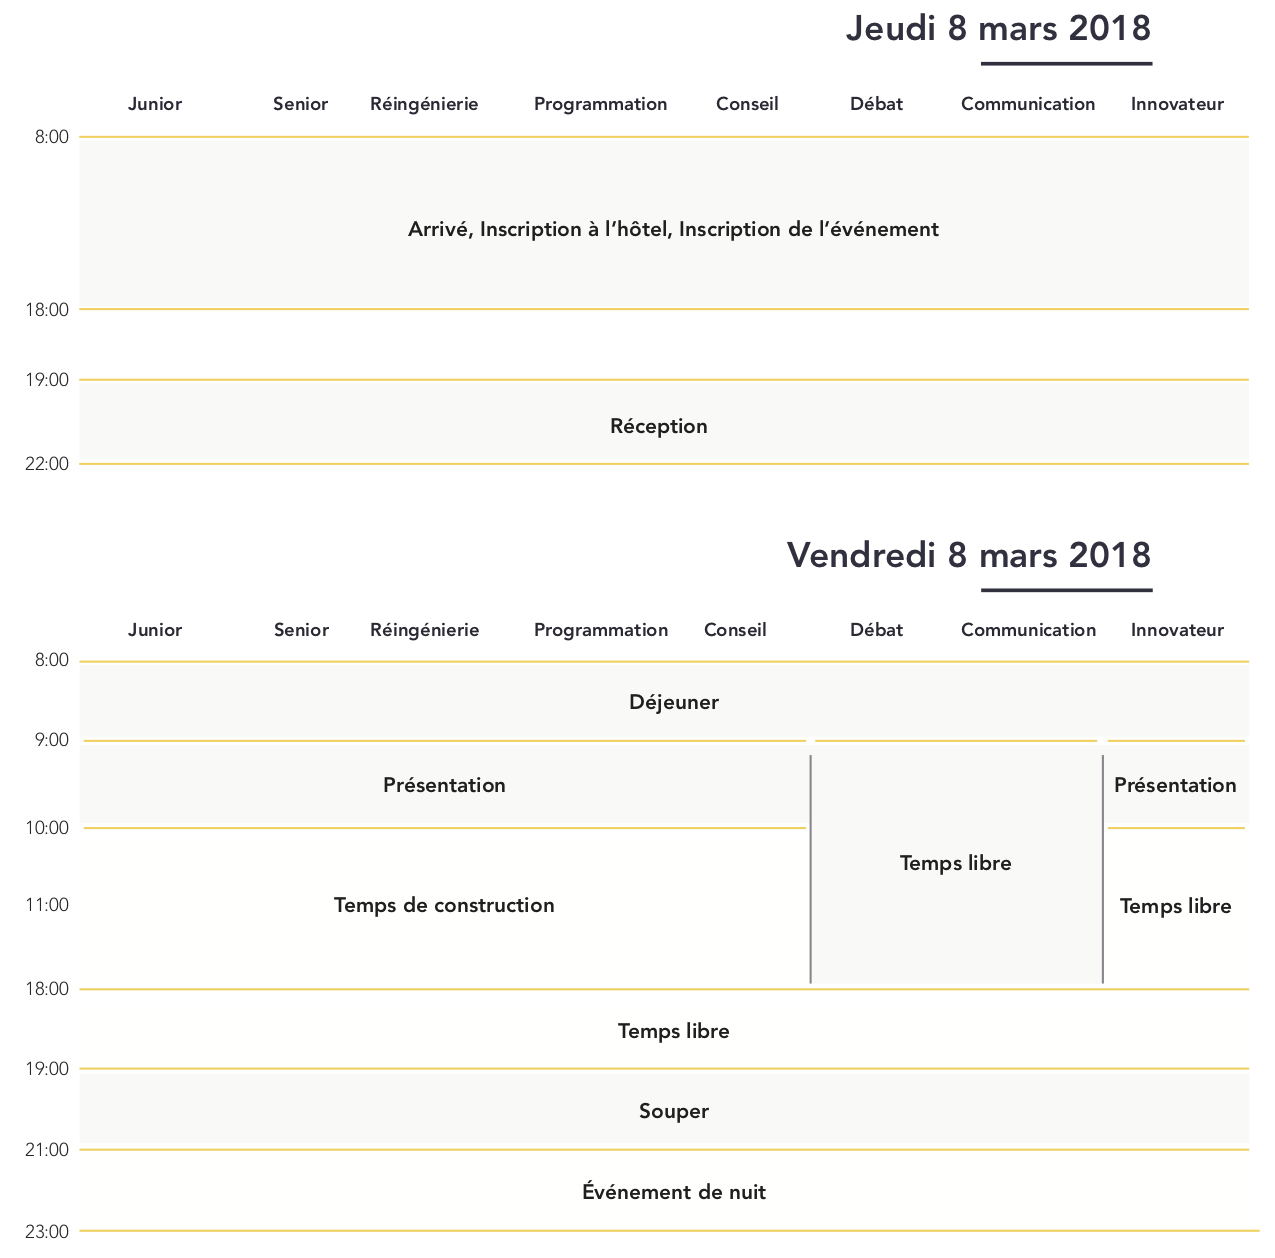 Jeudi 8 mars 2018
Junior Senior Réingénierie Programmation Conseil Débat Communication Innovateur
8:00
Arrivé, Inscription à l’hôtel, Inscription de l’événement
18:00
19:00
Réception
22:00
Vendredi 8 mars 2018
Junior Senior Réingénierie Programmation Conseil Débat Communication Innovateur
8:00
Déjeuner
9:00
Présentation Présentation
10:00
Temps libre
11:00 Temps de construction Temps libre
18:00
Temps libre
19:00
Souper
21:00
Événement de nuit
23:00